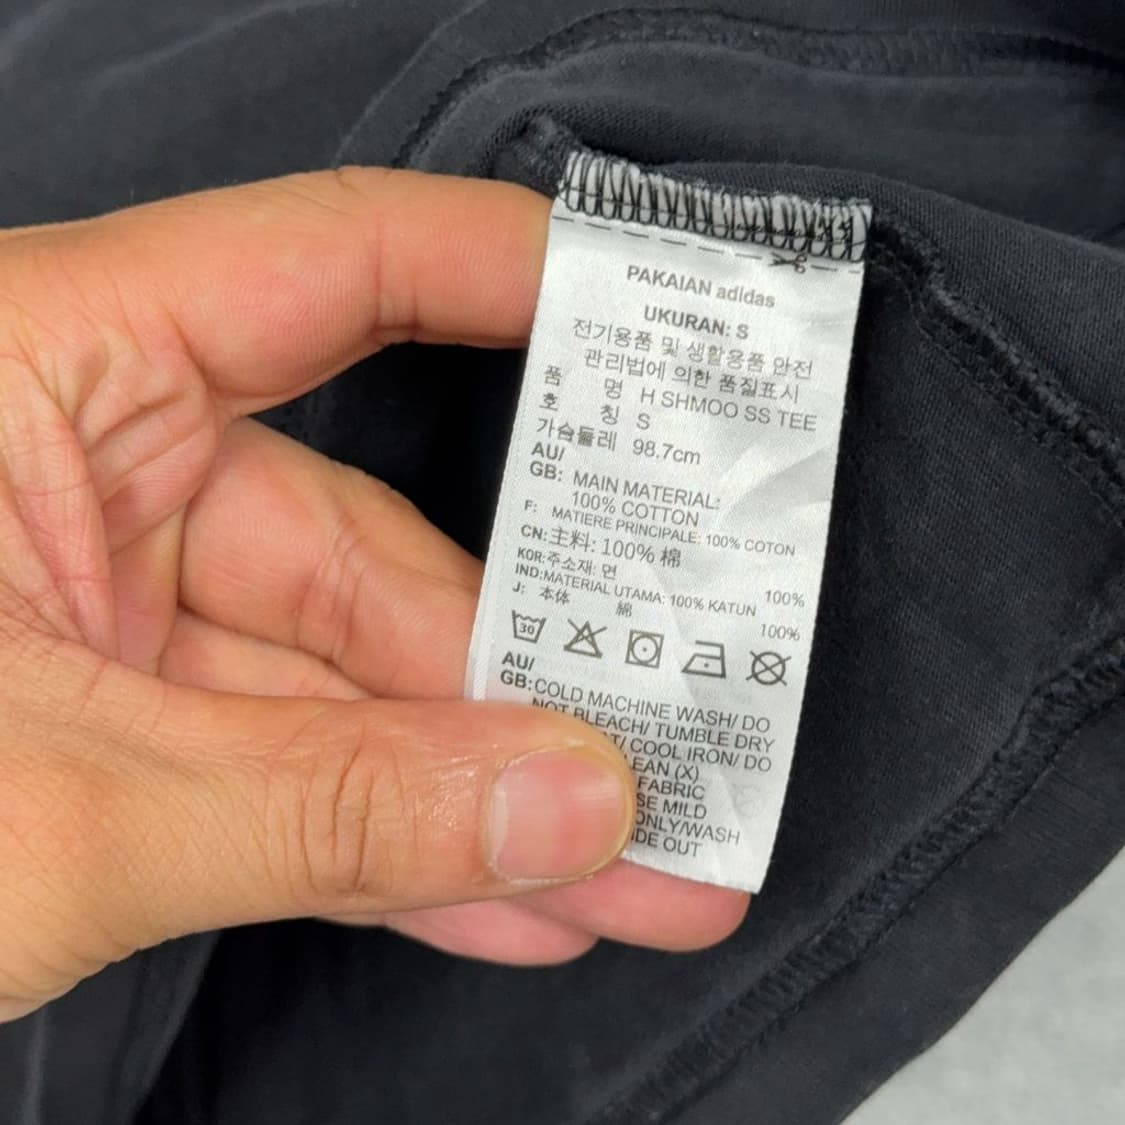 PAKAIAN adidas
UKURAN: S
전기용품 및 생활용품 안전
관리법에 의한 품질표시
품 명 H SHMOO SS TEE
호 칭 S
가슴둘레 98.7cm
AU/
GB: MAIN MATERIAL:
100% COTTON
F: MATIERE PRINCIPALE: 100% COTON
CN: 主料: 100% 棉
KOR: 주소재: 면 100%
IND: MATERIAL UTAMA: 100% KATUN
J: 本体 綿 100%
30
AU/
GB: COLD MACHINE WASH/ DO
NOT BLEACH/ TUMBLE DRY
COOL IRON/ DO
(X)
FABRIC
MILD
ONLY/WASH
OUT